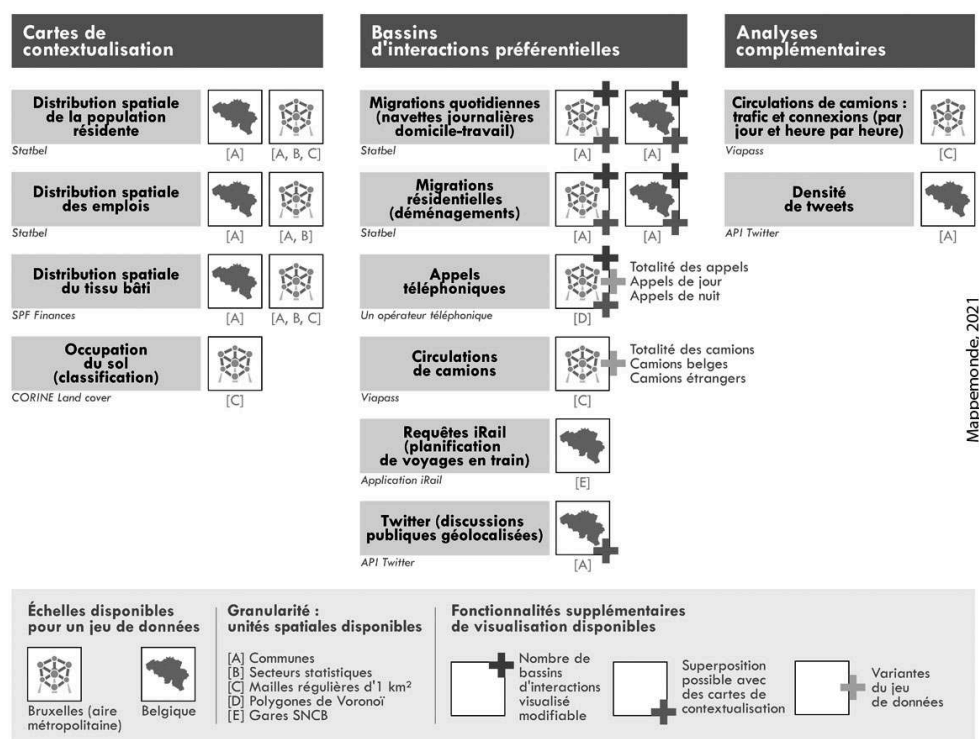 Cartes de
contextualisation
Distribution spatiale
de la population
résidente
Statbel
[A]
[A, B, C]
Distribution spatiale
des emplois
Statbel
[A]
[A, B]
Distribution spatiale
du tissu bâti
SPF Finances
[A]
[A, B, C]
Occupation
du sol
(classification)
CORINE Land cover
[C]
Bassins
d'interactions préférentielles
Migrations quotidiennes
(navettes journalières
domicile-travail)
Statbel
[A]
[A]
Migrations
résidentielles
(déménagements)
Statbel
[A]
[A]
Appels
téléphoniques
Un opérateur téléphonique
[D]
Totalité des appels
Appels de jour
Appels de nuit
Circulations
de camions
Viapass
[C]
Totalité des camions
Camions belges
Camions étrangers
Requêtes iRail
(planification
de voyages en train)
Application iRail
[E]
Twitter (discussions
publiques géolocalisées)
API Twitter
[A]
Analyses
complémentaires
Circulations de camions :
trafic et connexions (par
jour et heure par heure)
Viapass
[C]
Densité
de tweets
API Twitter
[A]
Mappemonde, 2021
Échelles disponibles
pour un jeu de données
Bruxelles (aire
métropolitaine)
Belgique
Granularité :
unités spatiales disponibles
[A] Communes
[B] Secteurs statistiques
[C] Mailles régulières d'1 km²
[D] Polygones de Voronoï
[E] Gares SNCB
Fonctionnalités supplémentaires
de visualisation disponibles
Nombre de
bassins
d'interactions
visualisé
modifiable
Superposition
possible avec
des cartes de
contextualisation
Variantes
du jeu
de données